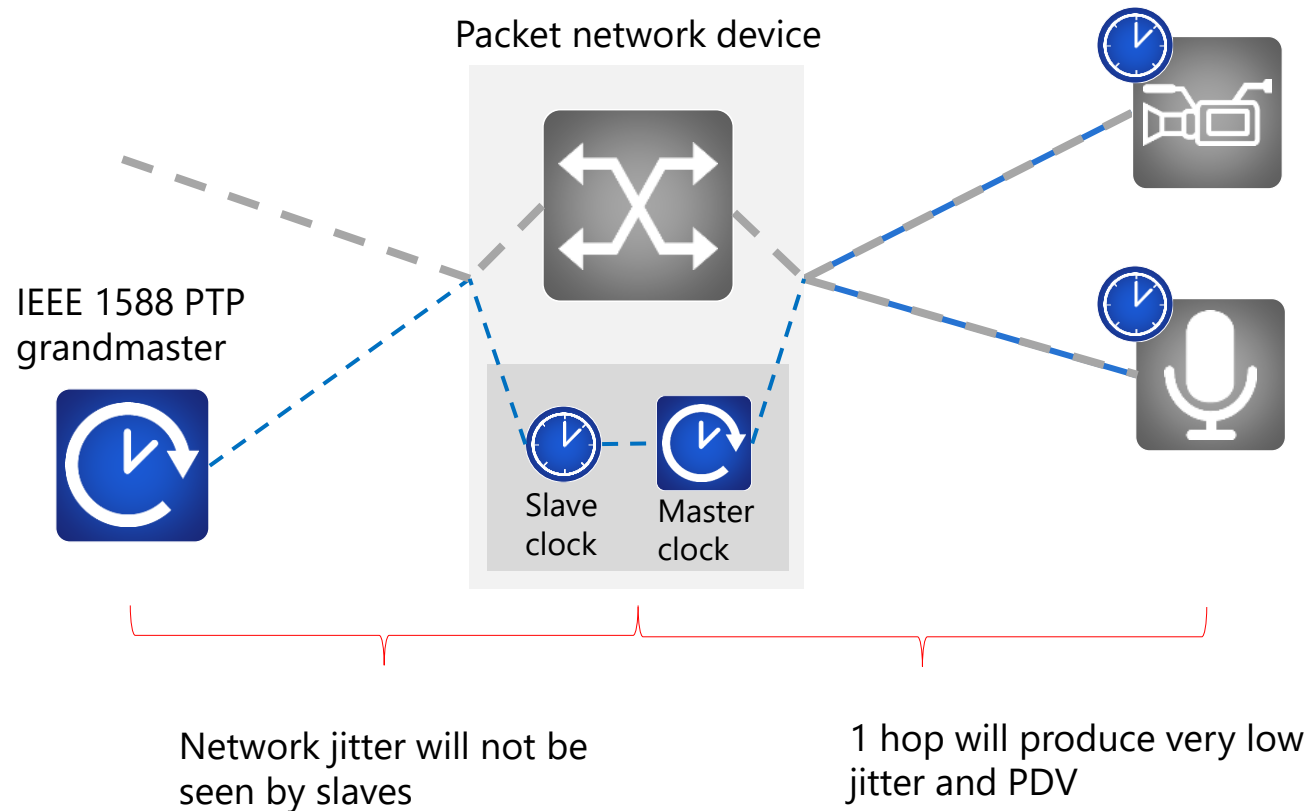 Packet network device
IEEE 1588 PTP
grandmaster
Slave
clock
Master
clock
Network jitter will not be
seen by slaves
1 hop will produce very low
jitter and PDV